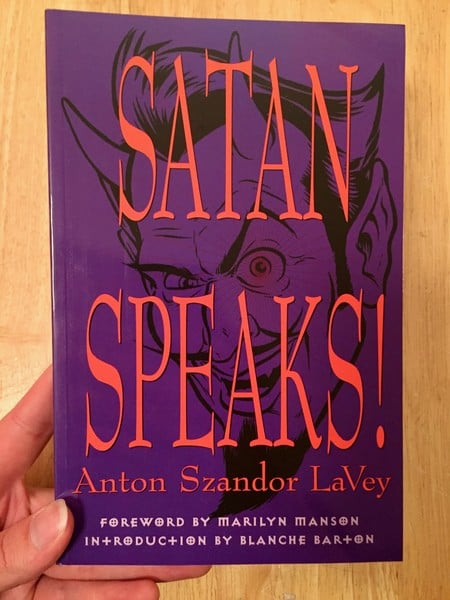 SATAN
SPEAKS!
Anton Szandor LaVey
FOREWORD BY MARILYN MANSON
INTRODUCTION BY BLANCHE BARTON